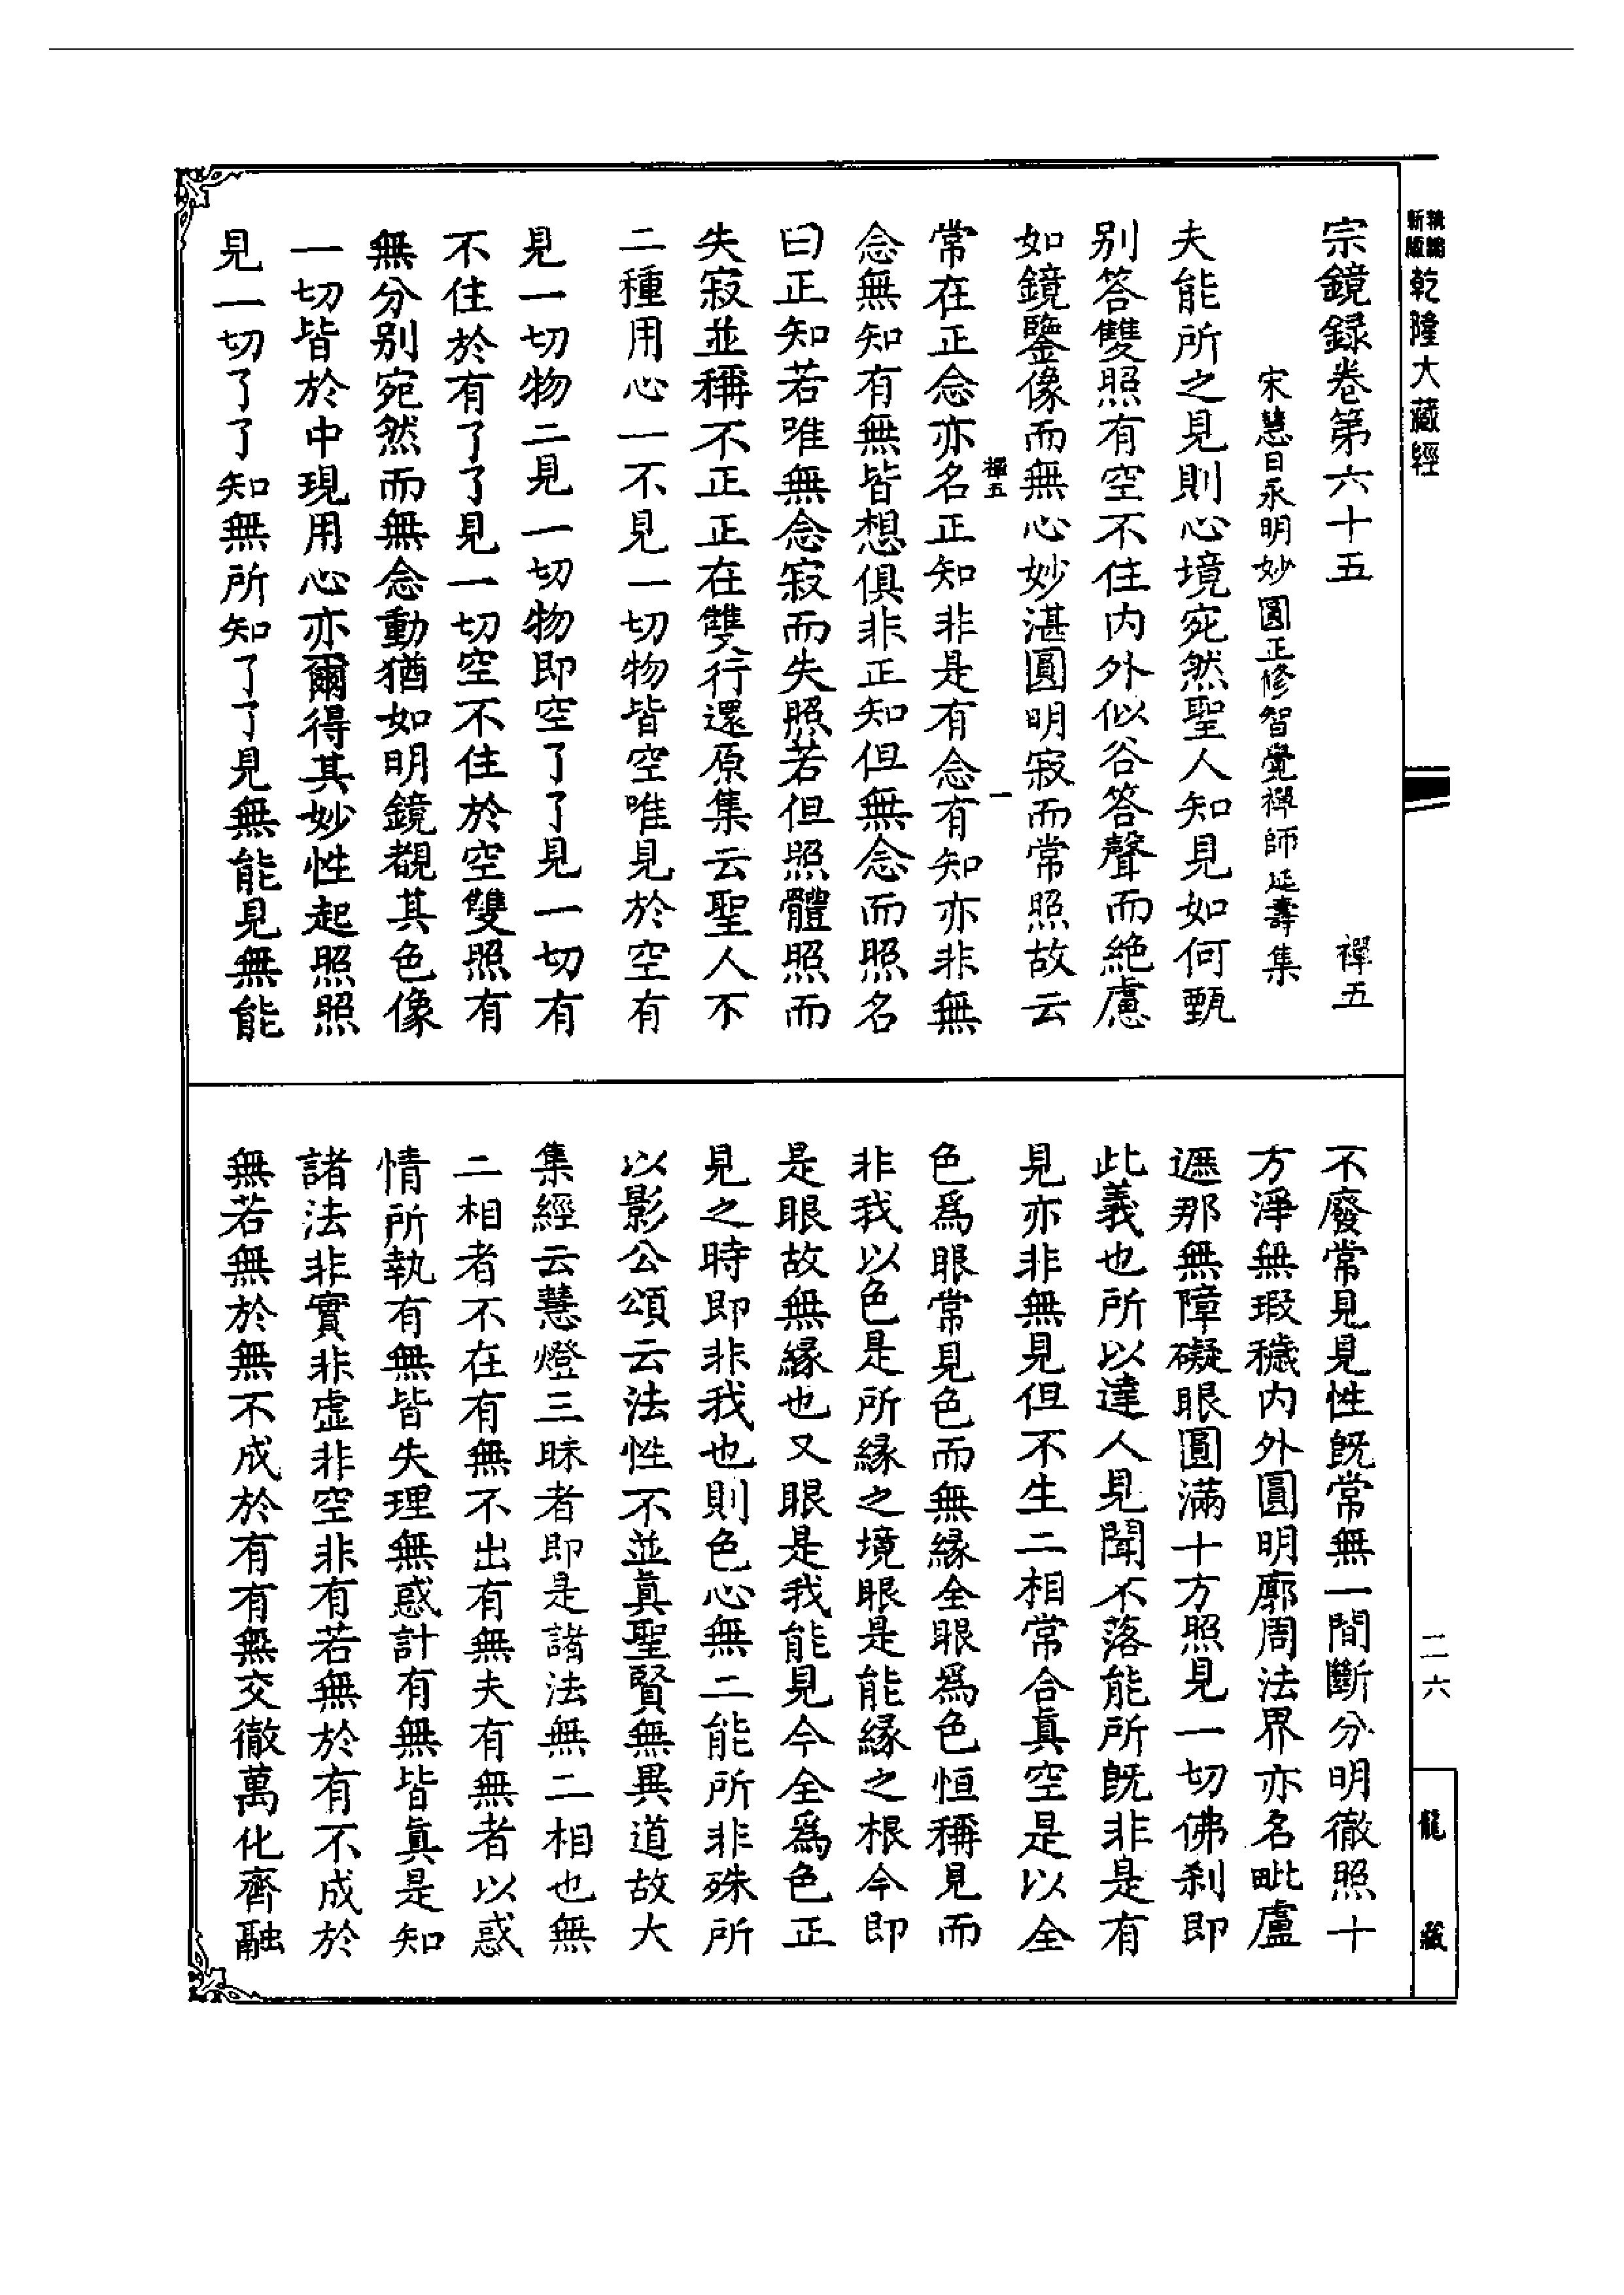 新編
新版
乾隆大藏經
宗鏡録卷第六十五　禪五
宋慧日永明妙圓正修智覺禪師延壽集
夫能所之見則心境宛然聖人知見如何甄
别答雙照有空不住内外似谷答聲而絶慮
如鏡鑒像而無心妙湛圓明寂而常照故云
禪五　一
常在正念亦名正知非是有念有知亦非無
念無知有無皆想俱非正知但無念而照名
曰正知若唯無念寂而失照若但照體照而
失寂並稱不正正在雙行還原集云聖人不
二種用心一不見一切物皆空唯見於空有
見一切物二見一切物即空了了見一切有
不住於有了了見一切空不住於空雙照有
無分别宛然而無念動猶如明鏡覩其色像
一切皆於中現用心亦爾得其妙性起照照
見一切了了知無所知了了見無能見無能
不廢常見見性既常無一間斷分明徹照十
方淨無瑕穢内外圓明廓周法界亦名毗盧
遮那無障礙眼圓滿十方照見一切佛刹即
此義也所以達人見聞不落能所既非是有
見亦非無見但不生二相常合真空是以全
色爲眼常見色而無緣全眼爲色恒稱見而
非我以色是所緣之境眼是能緣之根今即
是眼故無緣也又眼是我能見今全爲色正
見之時即非我也則色心無二能所非殊所
以影公頌云法性不並真聖賢無異道故大
集經云慧燈三昧者即是諸法無二相也無
二相者不在有無不出有無夫有無者以惑
情所執有無皆失理無惑計有無皆真是知
諸法非實非虛非空非有若無於有不成於
無若無於無不成於有有無交徹萬化齊融
二六
龍藏